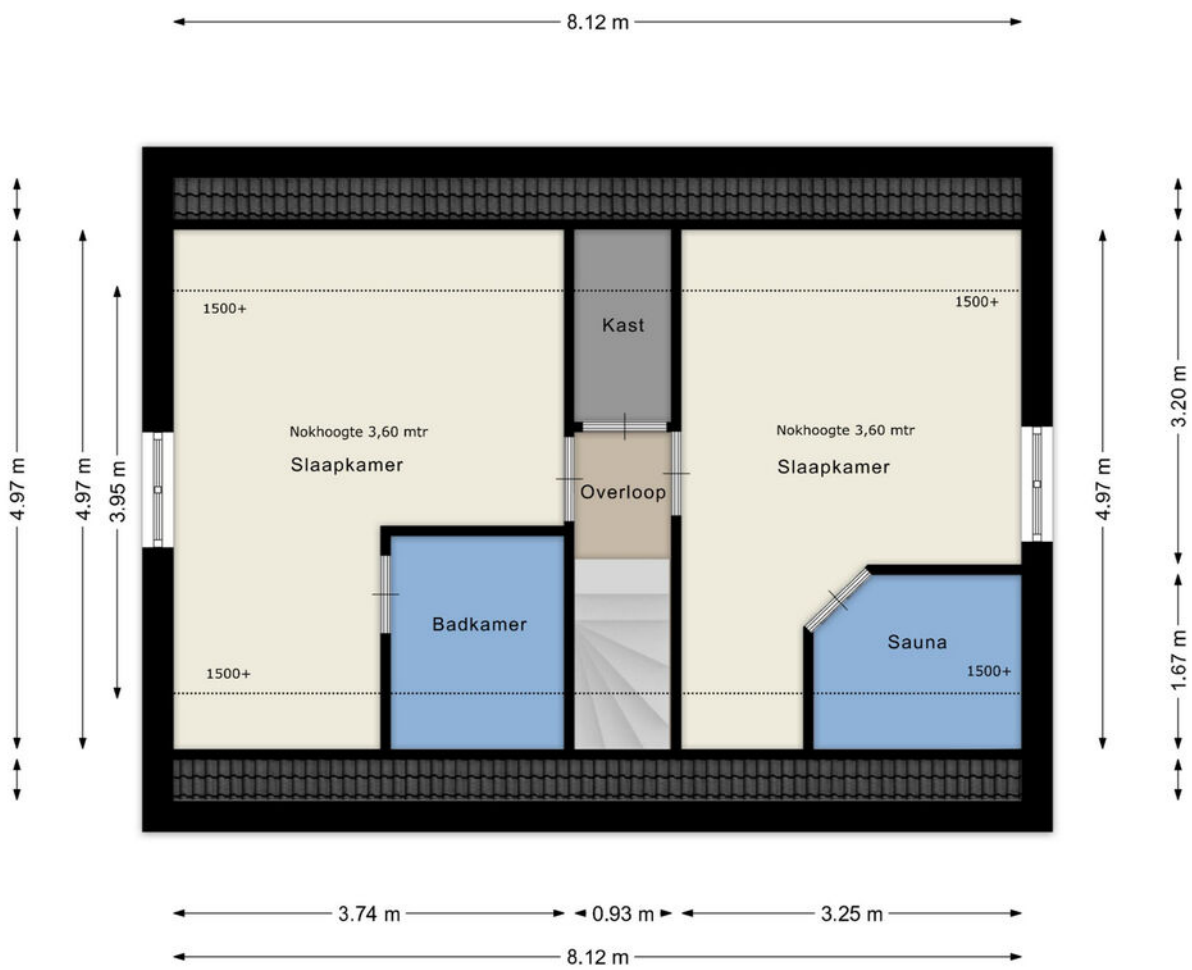 8.12 m
1500+
1500+
Kast
3.20 m
Nokhoogte 3,60 mtr
Slaapkamer
Nokhoogte 3,60 mtr
Slaapkamer
4.97 m
4.97 m
3.95 m
Overloop
4.97 m
Badkamer
Sauna
1.67 m
1500+
1500+
3.74 m
0.93 m
3.25 m
8.12 m